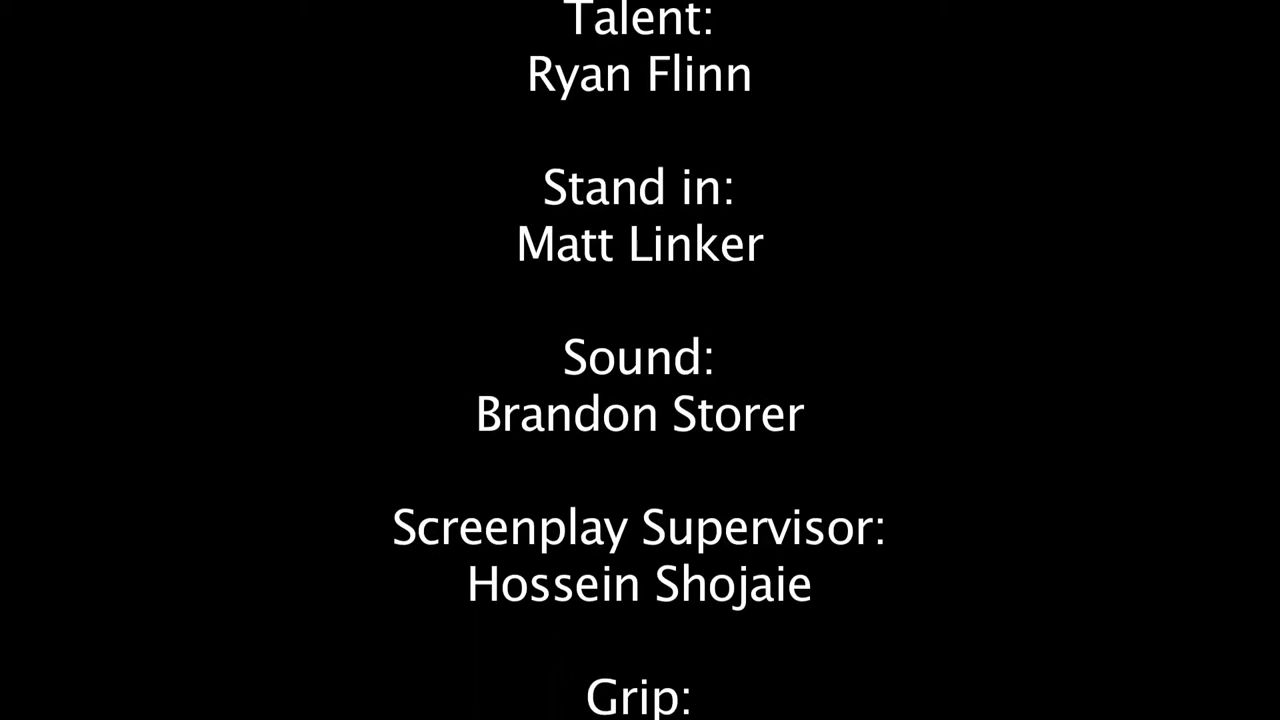 Talent:
Ryan Flinn
Stand in:
Matt Linker
Sound:
Brandon Storer
Screenplay Supervisor:
Hossein Shojaie
Grip: